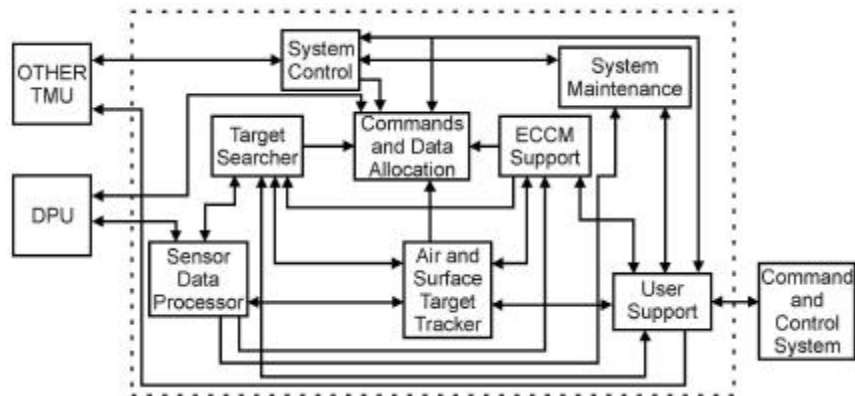 OTHER
TMU
System
Control
System
Maintenance
Target
Searcher
Commands
and Data
Allocation
ECCM
Support
DPU
Sensor
Data
Processor
Air and
Surface
Target
Tracker
User
Support
Command
and
Control
System